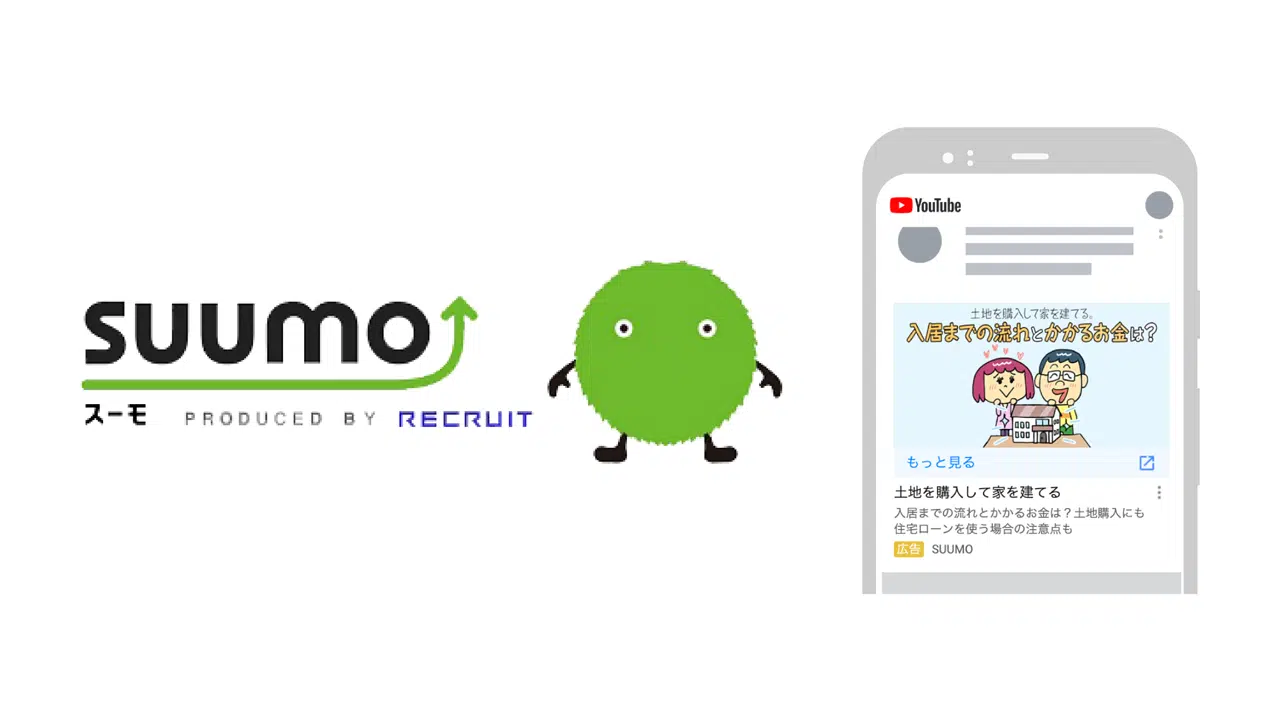 suumo
スーモ PRODUCED BY RECRUIT
YouTube
土地を購入して家を建てる。
入居までの流れとかかるお金は?
もっと見る
土地を購入して家を建てる
入居までの流れとかかるお金は？土地購入にも
住宅ローンを使う場合の注意点も
広告 SUUMO